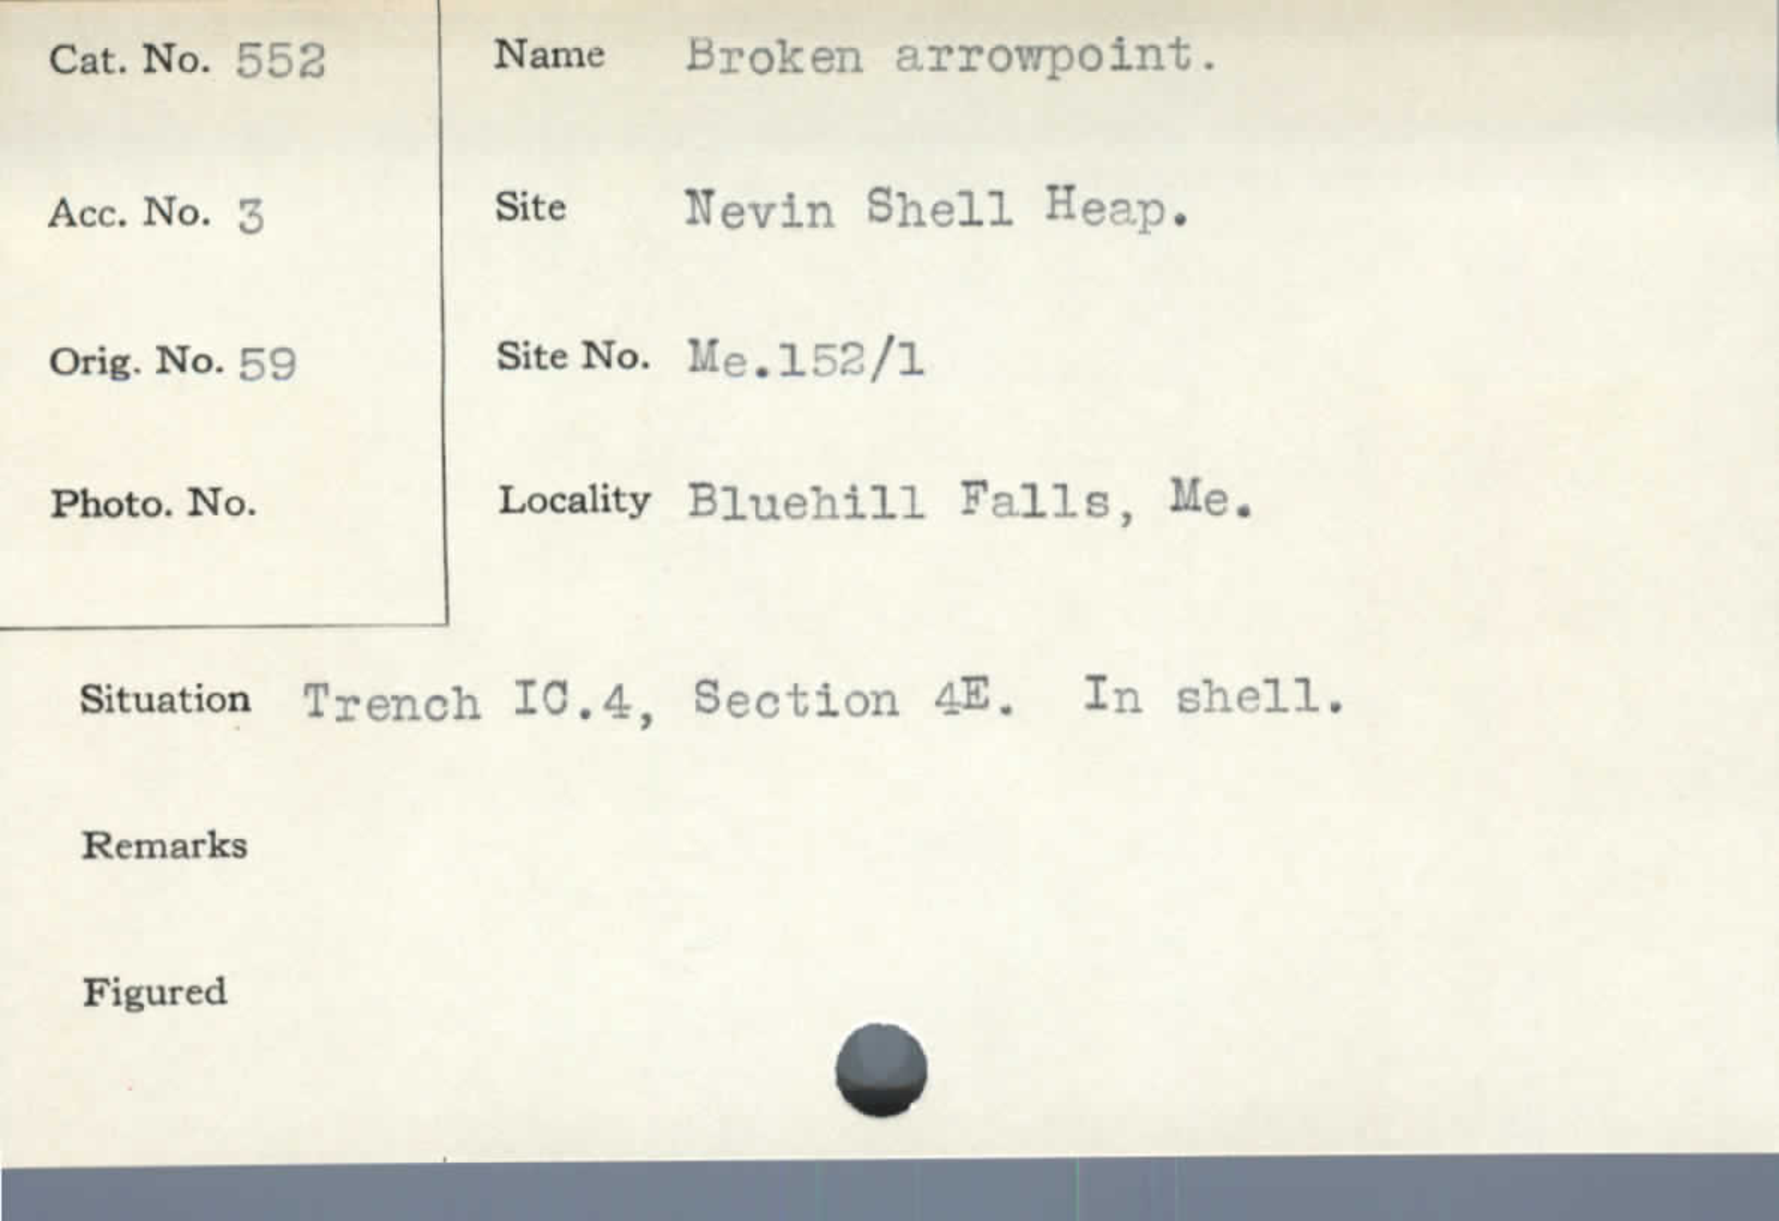 Cat. No. 552
Name Broken arrowpoint.
Acc. No. 3
Site Nevin Shell Heap.
Orig. No. 59
Site No. Me.152/1
Photo. No.
Locality Bluehill Falls, Me.
Situation Trench IC.4, Section 4E. In shell.
Remarks
Figured